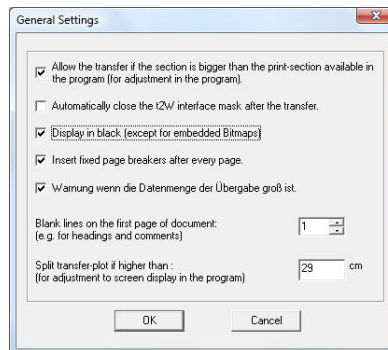 General Settings
Allow the transfer if the section is bigger than the print-section available in
the program (for adjustment in the program).
Automatically close the t2W interface mask after the transfer.
Display in black (except for embedded Bitmaps)
Insert fixed page breakers after every page.
Warnung wenn die Datenmenge der Übergabe groß ist.
Blank lines on the first page of document:
(e.g. for headings and comments)
1
Split transfer-plot if higher than :
(for adjustment to screen display in the program)
29 cm
OK Cancel